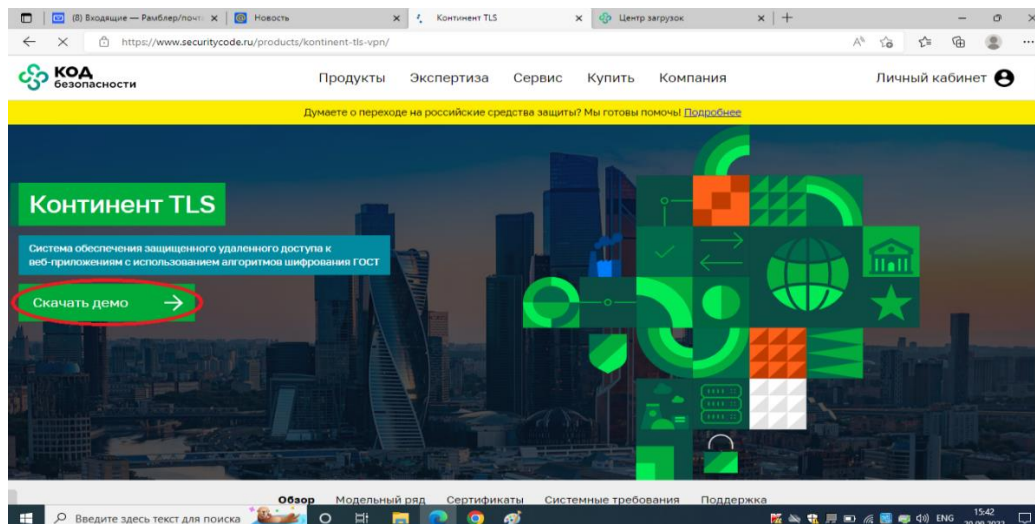 (8) Входящие — Рамблер/почт
Новость
Континент TLS
Центр загрузок
https://www.securitycode.ru/products/kontinent-tls-vpn/
КОД
безопасности
Продукты Экспертиза Сервис Купить Компания
Личный кабинет
Думаете о переходе на российские средства защиты? Мы готовы помочь! Подробнее
Континент TLS
Система обеспечения защищенного удаленного доступа к
веб-приложениям с использованием алгоритмов шифрования ГОСТ
Скачать демо
Обзор Модельный ряд Сертификаты Системные требования Поддержка
Введите здесь текст для поиска
ENG
15:42